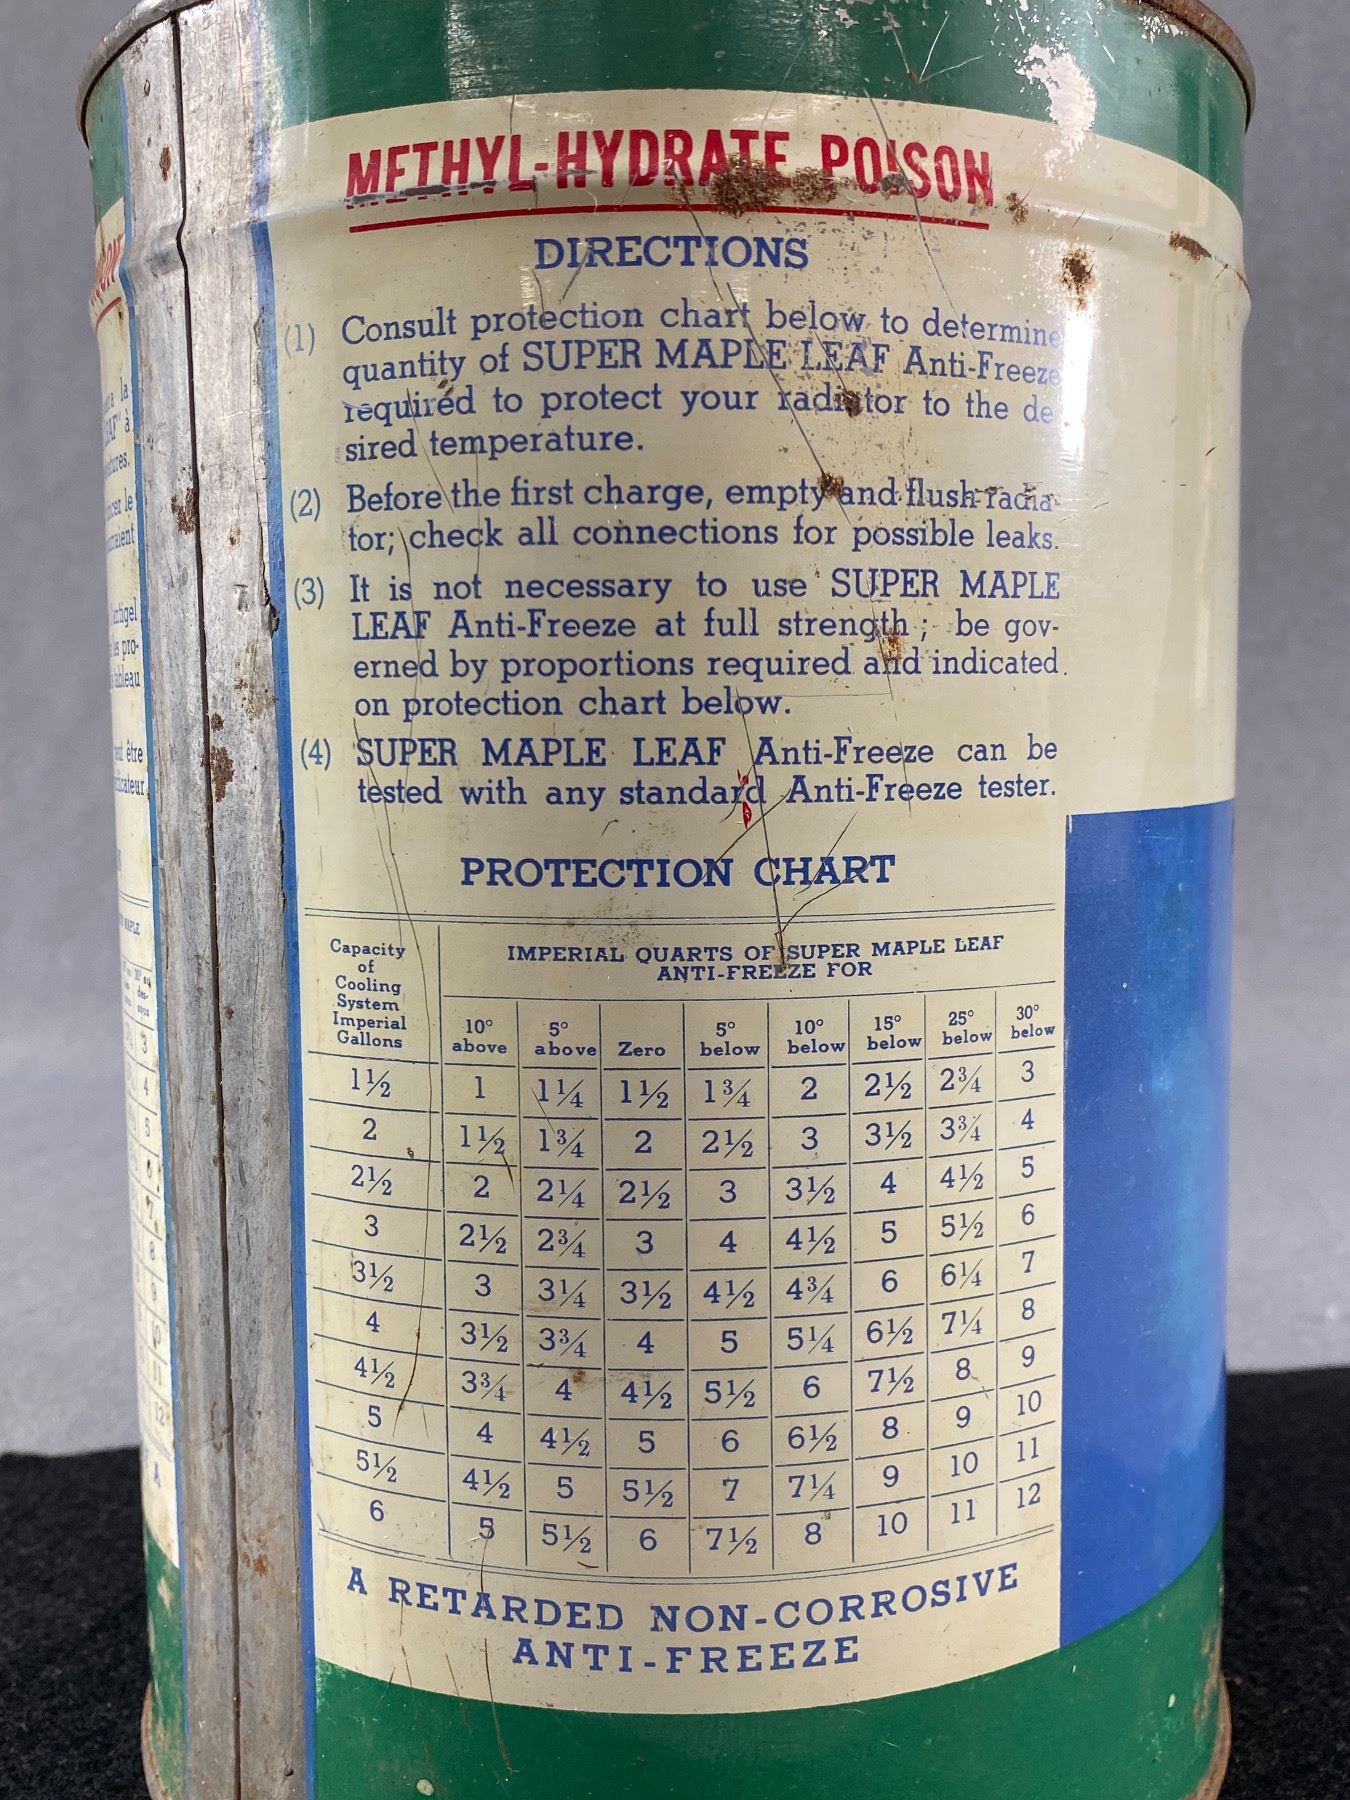 METHYL-HYDRATE POISON
DIRECTIONS
(1) Consult protection chart below to determine
quantity of SUPER MAPLE LEAF Anti-Freeze
required to protect your radiator to the de
sired temperature.
(2) Before the first charge, empty and flush radia-
tor; check all connections for possible leaks.
(3) It is not necessary to use SUPER MAPLE
LEAF Anti-Freeze at full strength; be gov-
erned by proportions required and indicated
on protection chart below.
(4) SUPER MAPLE LEAF Anti-Freeze can be
tested with any standard Anti-Freeze tester.
PROTECTION CHART
Capacity
of
Cooling
System
Imperial
Gallons
IMPERIAL QUARTS OF SUPER MAPLE LEAF
ANTI-FREEZE FOR
10° above 5° above Zero 5° below 10° below 15° below 25° below 30° below
1½ 1 1¼ 1½ 1¾ 2 2½ 2¾ 3
2 1½ 1¾ 2 2½ 3 3½ 3¾ 4
2½ 2 2¼ 2½ 3 3½ 4 4½ 5
3 2½ 2¾ 3 4 4½ 5 5½ 6
3½ 3 3¼ 3½ 4½ 4¾ 6 6¼ 7
4 3½ 3¾ 4 5 5¼ 6½ 7¼ 8
4½ 3¾ 4 4½ 5½ 6 7½ 8 9
5 4 4½ 5 6 6½ 8 9 10
5½ 4½ 5 5½ 7 7¼ 9 10 11
6 5 5½ 6 7½ 8 10 11 12
A RETARDED NON-CORROSIVE
ANTI-FREEZE